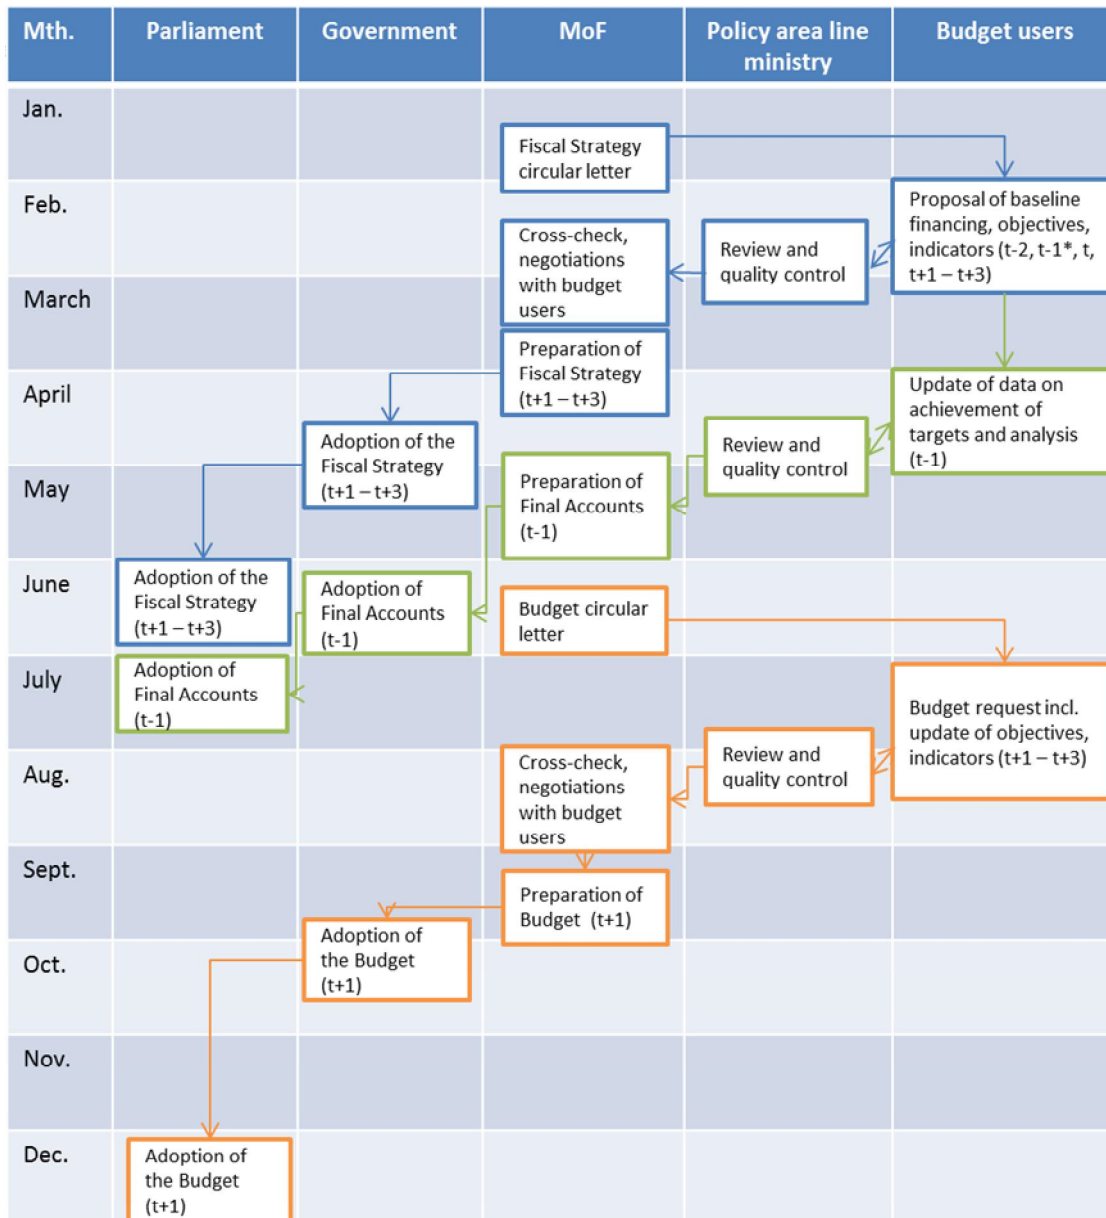 Mth.
Parliament
Government
MoF
Policy area line
ministry
Budget users
Jan.
Fiscal Strategy
circular letter
Feb.
Proposal of baseline
financing, objectives,
indicators (t-2, t-1*, t,
t+1 – t+3)
Review and
quality control
Cross-check,
negotiations
with budget
users
March
Preparation of
Fiscal Strategy
(t+1 – t+3)
April
Update of data on
achievement of
targets and analysis
(t-1)
Adoption of the
Fiscal Strategy
(t+1 – t+3)
Review and
quality control
May
Preparation of
Final Accounts
(t-1)
June
Adoption of the
Fiscal Strategy
(t+1 – t+3)
Adoption of
Final Accounts
(t-1)
Budget circular
letter
July
Adoption of
Final Accounts
(t-1)
Budget request incl.
update of objectives,
indicators (t+1 – t+3)
Review and
quality control
Aug.
Cross-check,
negotiations
with budget
users
Sept.
Preparation of
Budget (t+1)
Adoption of
the Budget
(t+1)
Oct.
Nov.
Dec.
Adoption of
the Budget
(t+1)